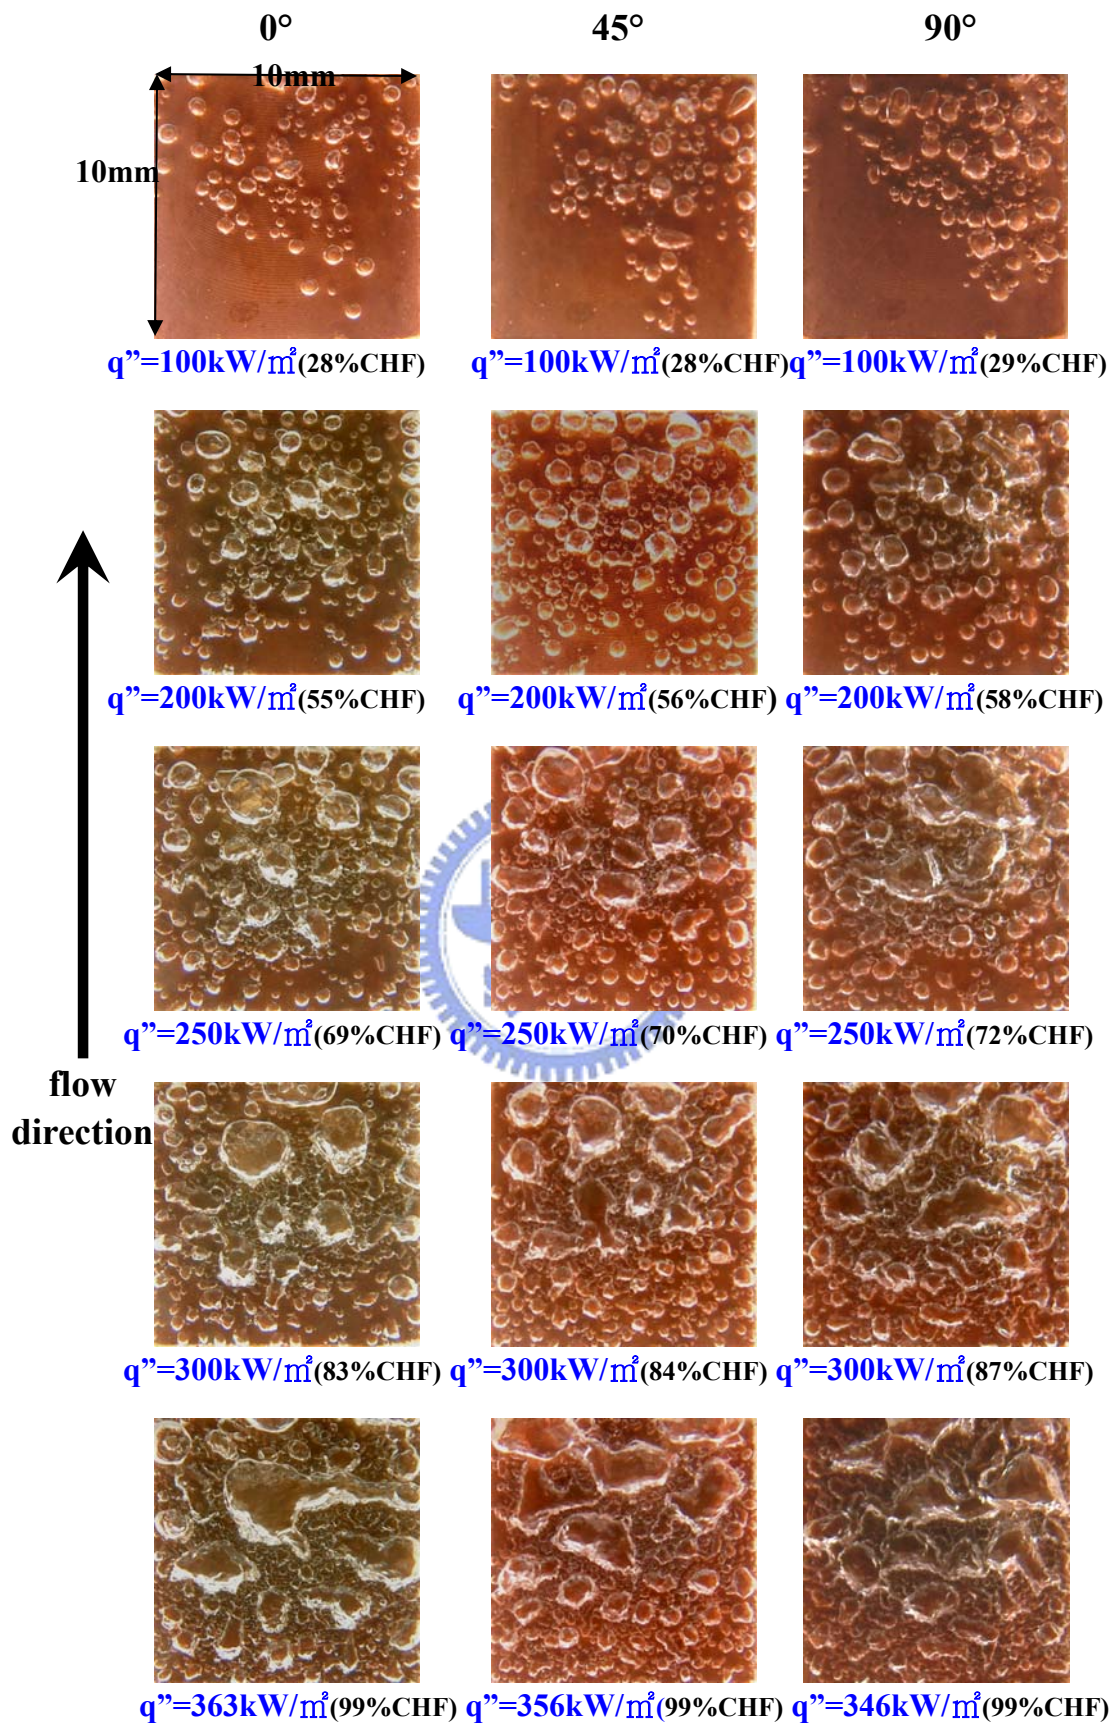 0° 45° 90°
10mm
10mm
q”=100kW/㎡(28%CHF) q”=100kW/㎡(28%CHF) q”=100kW/㎡(29%CHF)
q”=200kW/㎡(55%CHF) q”=200kW/㎡(56%CHF) q”=200kW/㎡(58%CHF)
q”=250kW/㎡(69%CHF) q”=250kW/㎡(70%CHF) q”=250kW/㎡(72%CHF)
flow
direction
q”=300kW/㎡(83%CHF) q”=300kW/㎡(84%CHF) q”=300kW/㎡(87%CHF)
q”=363kW/㎡(99%CHF) q”=356kW/㎡(99%CHF) q”=346kW/㎡(99%CHF)